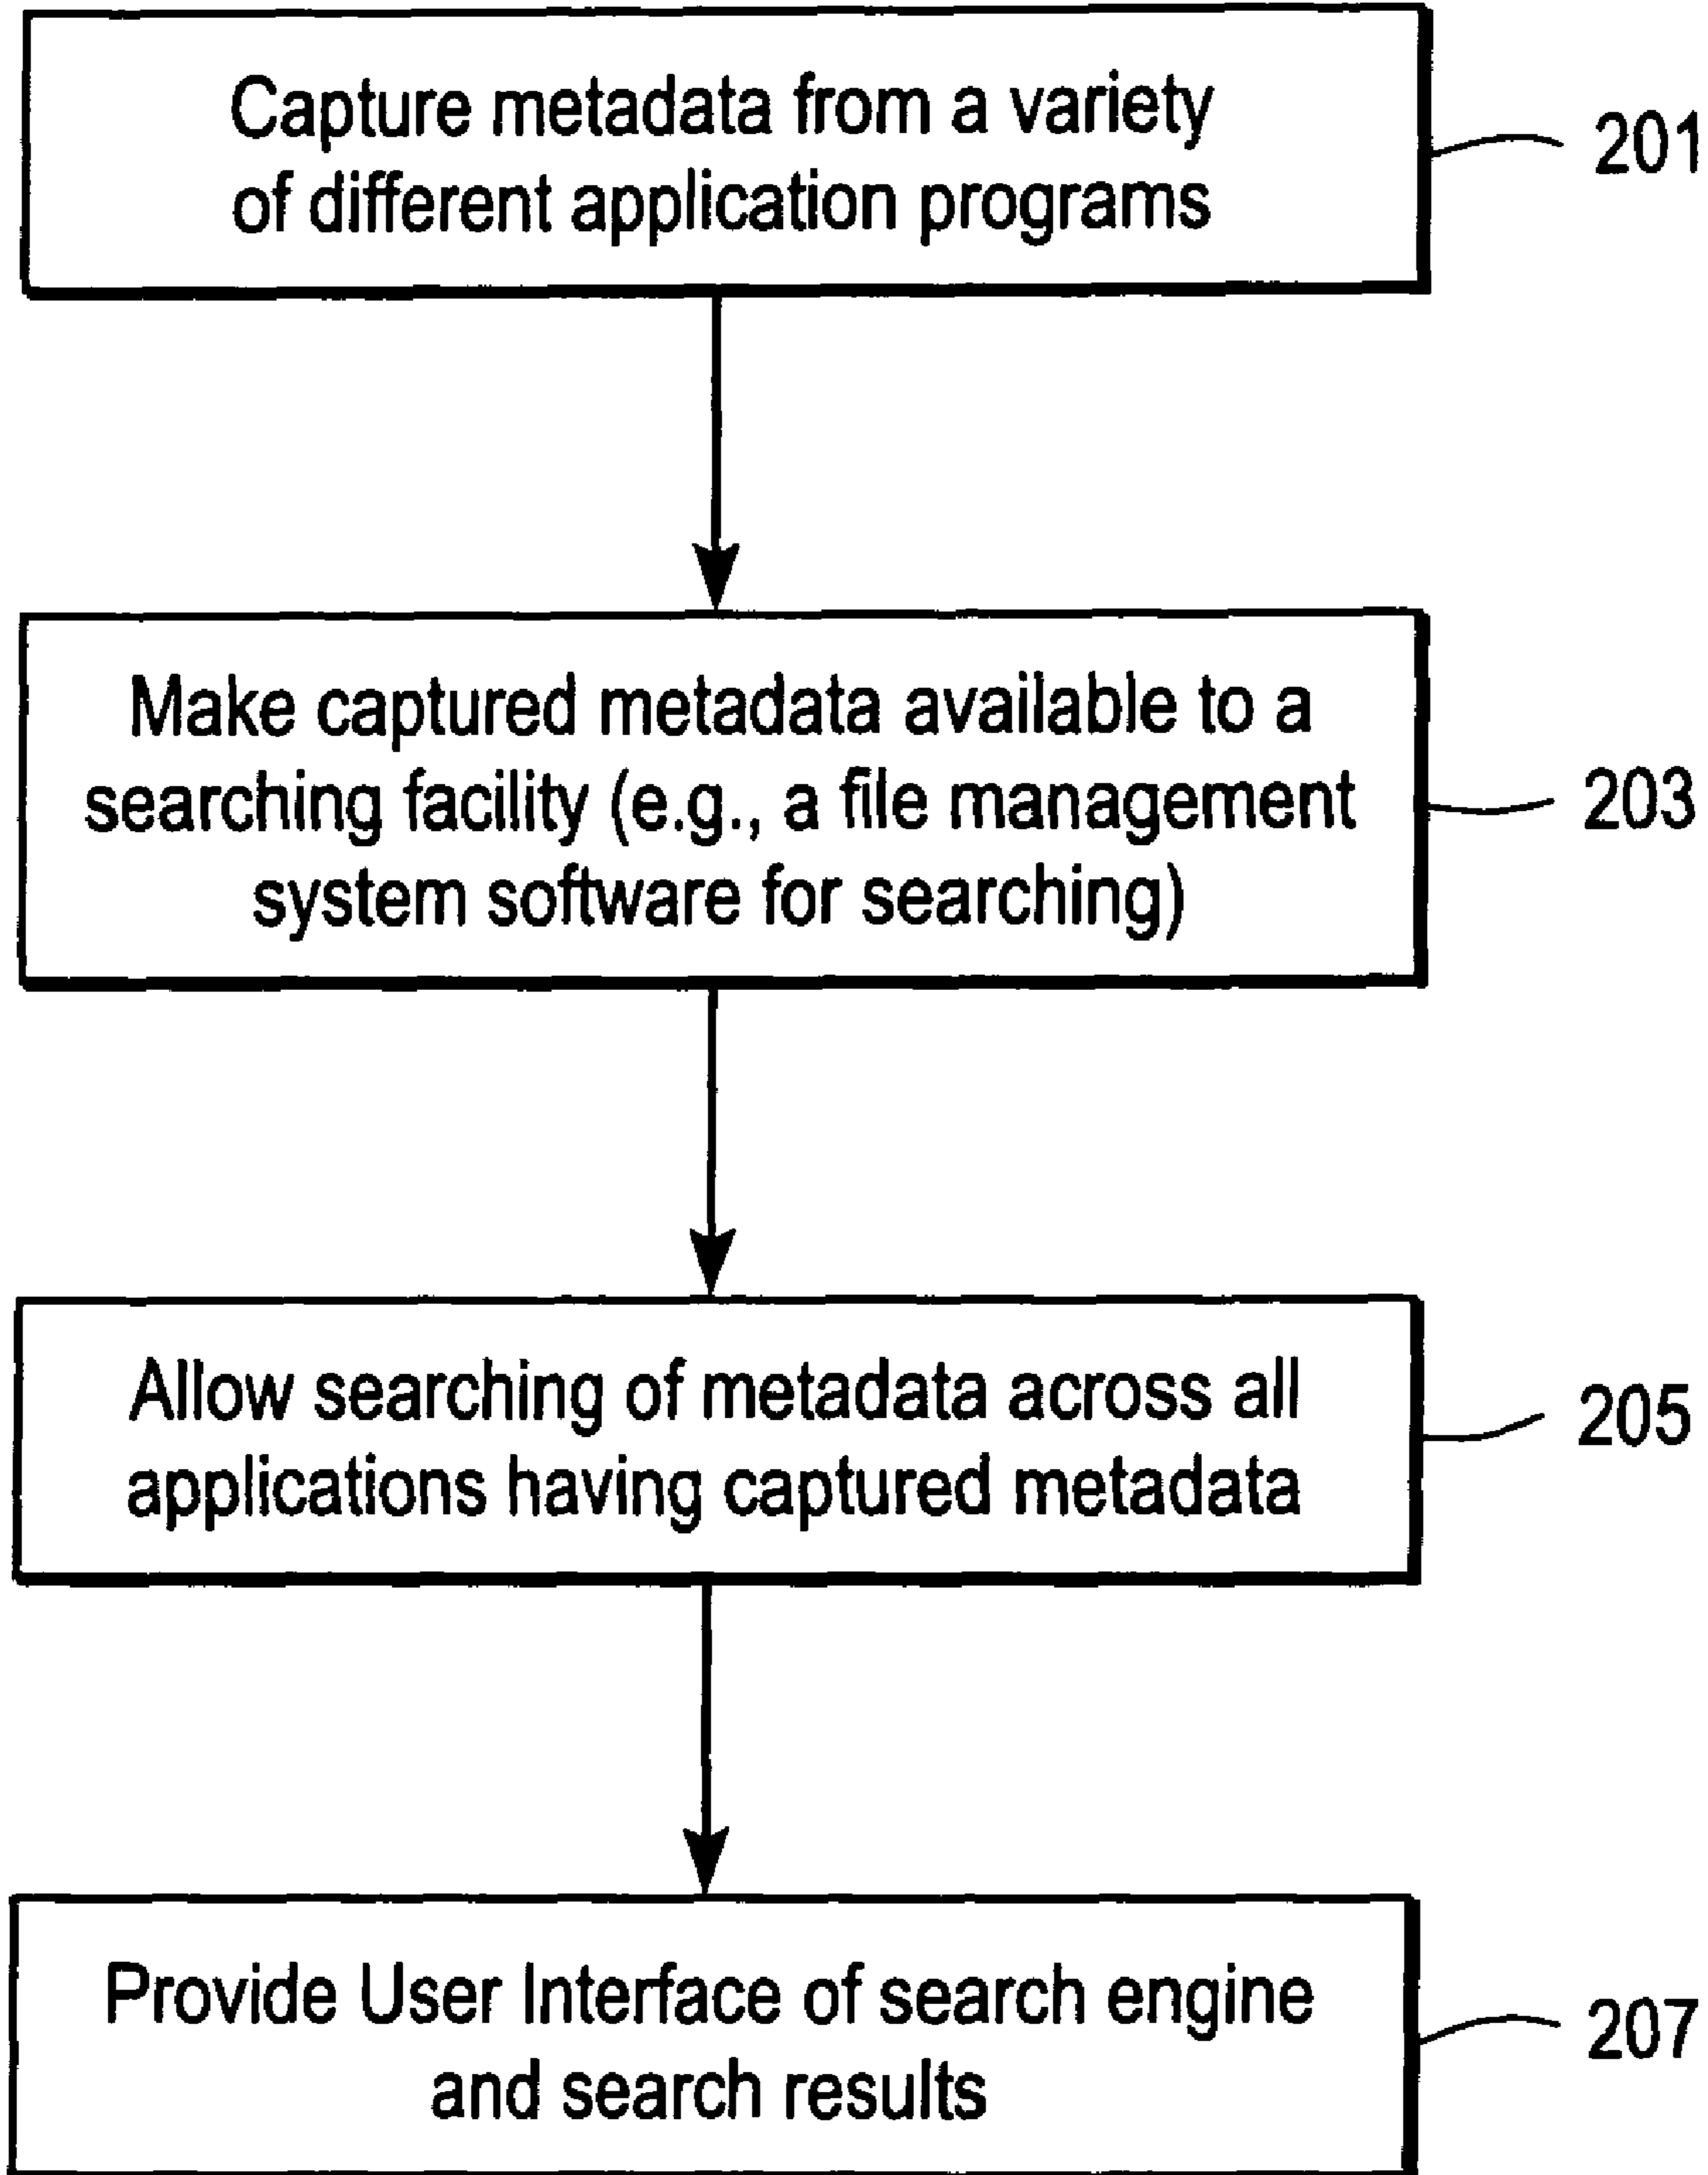 Capture metadata from a variety
of different application programs
201
Make captured metadata available to a
searching facility (e.g., a file management
system software for searching)
203
Allow searching of metadata across all
applications having captured metadata
205
Provide User Interface of search engine
and search results
207